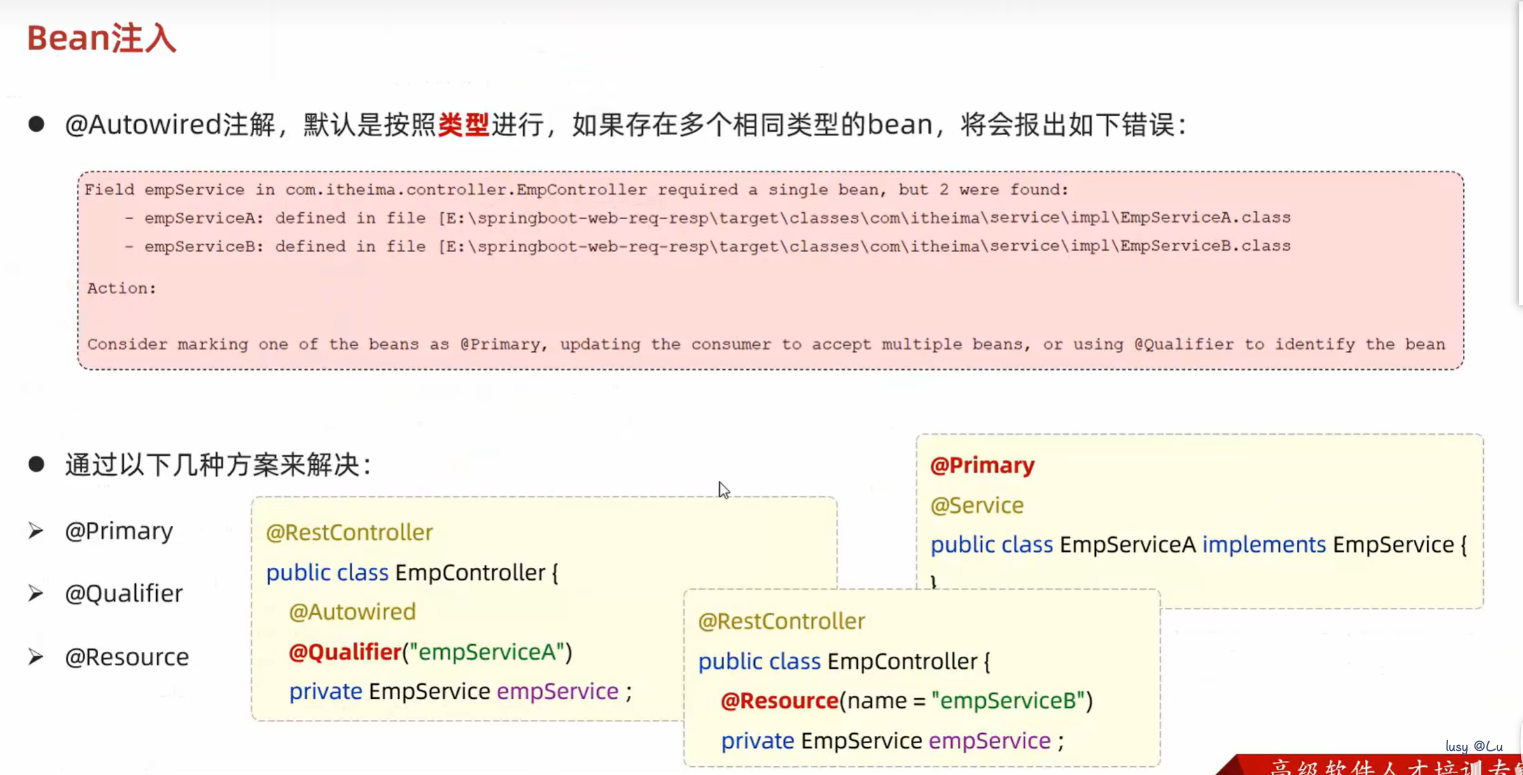 Bean注入
● @Autowired注解，默认是按照类型进行，如果存在多个相同类型的bean，将会报出如下错误：
Field empService in com.itheima.controller.EmpController required a single bean, but 2 were found:
- empServiceA: defined in file [E:\springboot-web-req-resp\target\classes\com\itheima\service\impl\EmpServiceA.class
- empServiceB: defined in file [E:\springboot-web-req-resp\target\classes\com\itheima\service\impl\EmpServiceB.class
Action:
Consider marking one of the beans as @Primary, updating the consumer to accept multiple beans, or using @Qualifier to identify the bean
● 通过以下几种方案来解决：
➢ @Primary
➢ @Qualifier
➢ @Resource
@RestController
public class EmpController {
@Autowired
@Qualifier("empServiceA")
private EmpService empService ;
@Primary
@Service
public class EmpServiceA implements EmpService {
}
@RestController
public class EmpController {
@Resource(name = "empServiceB")
private EmpService empService ;
lusy @Lu
高级软件人才培训